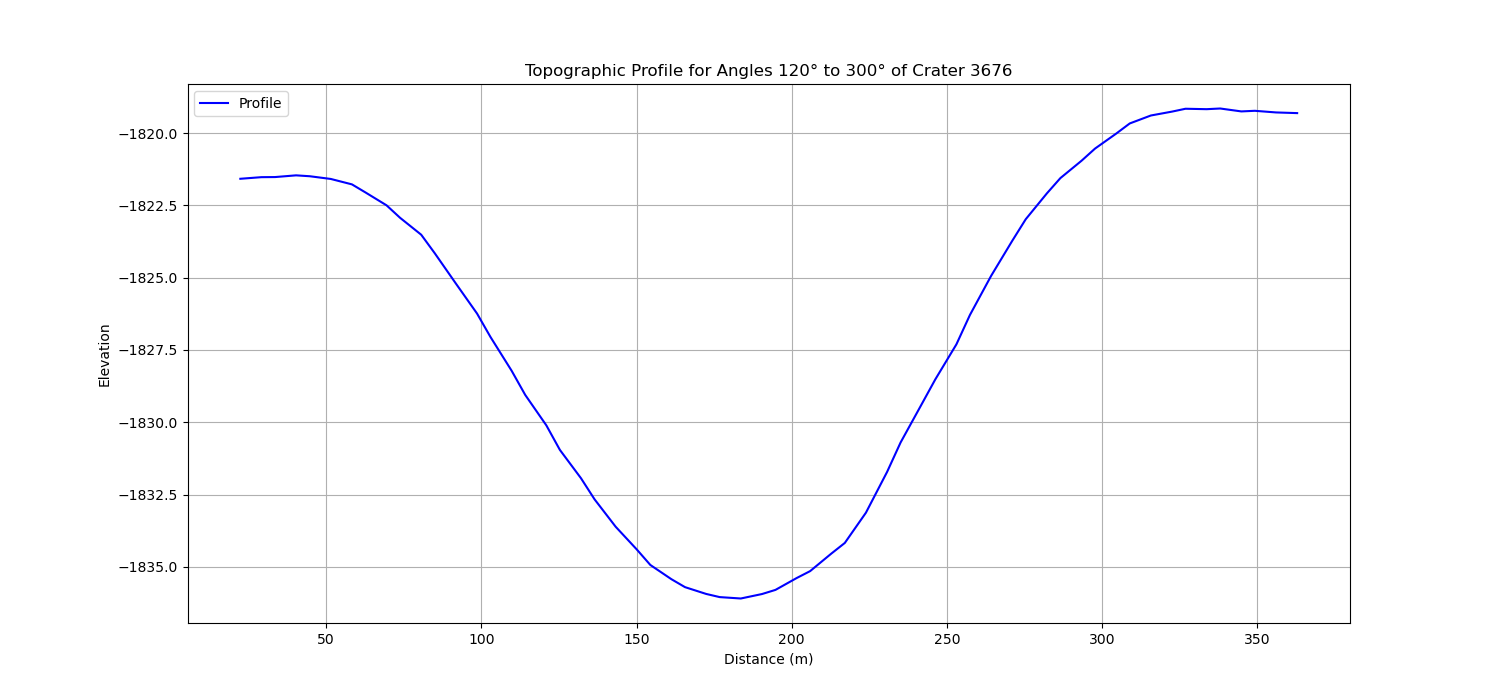 Topographic Profile for Angles 120° to 300° of Crater 3676
Profile
−1820.0
−1822.5
−1825.0
−1827.5
−1830.0
−1832.5
−1835.0
Elevation
50 100 150 200 250 300 350
Distance (m)